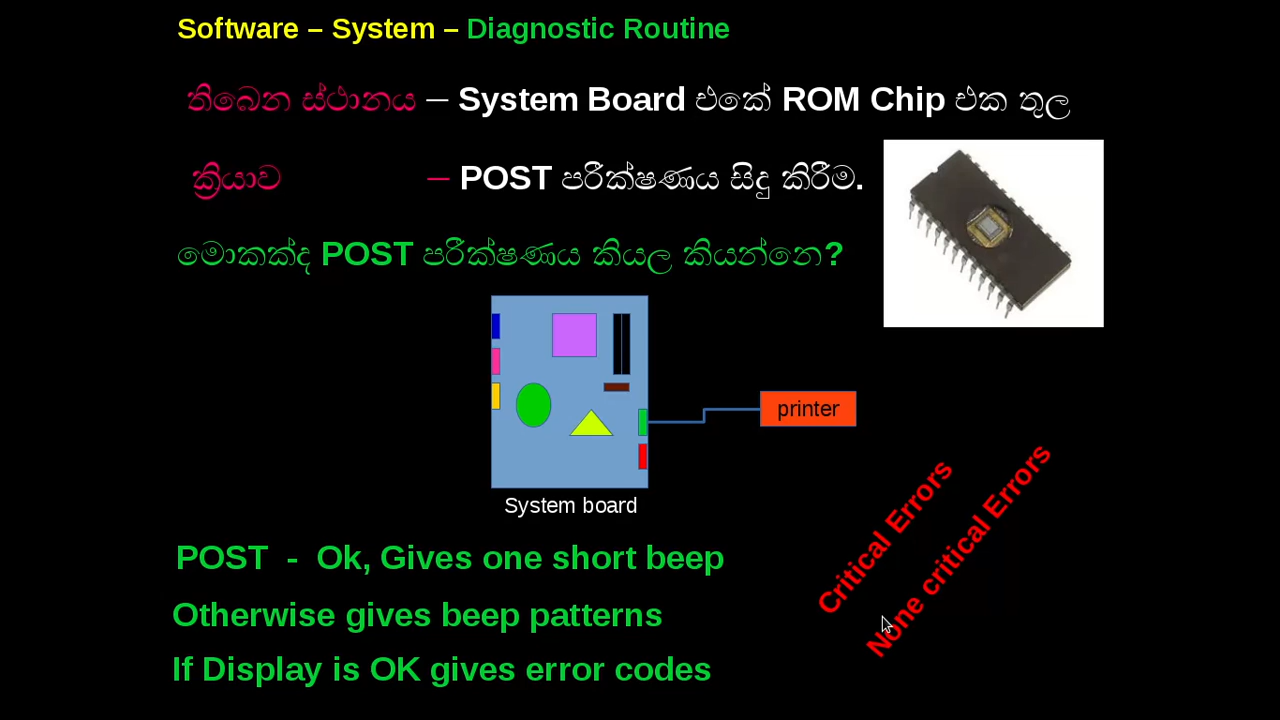 Software – System – Diagnostic Routine
තිබෙන ස්ථානය – System Board එකේ ROM Chip එක තුල
ක්‍රියාව – POST පරීක්ෂණය සිදු කිරීම.
මොකක්ද POST පරීක්ෂණය කියල කියන්නෙ?
printer
System board
Critical Errors
None critical Errors
POST - Ok, Gives one short beep
Otherwise gives beep patterns
If Display is OK gives error codes